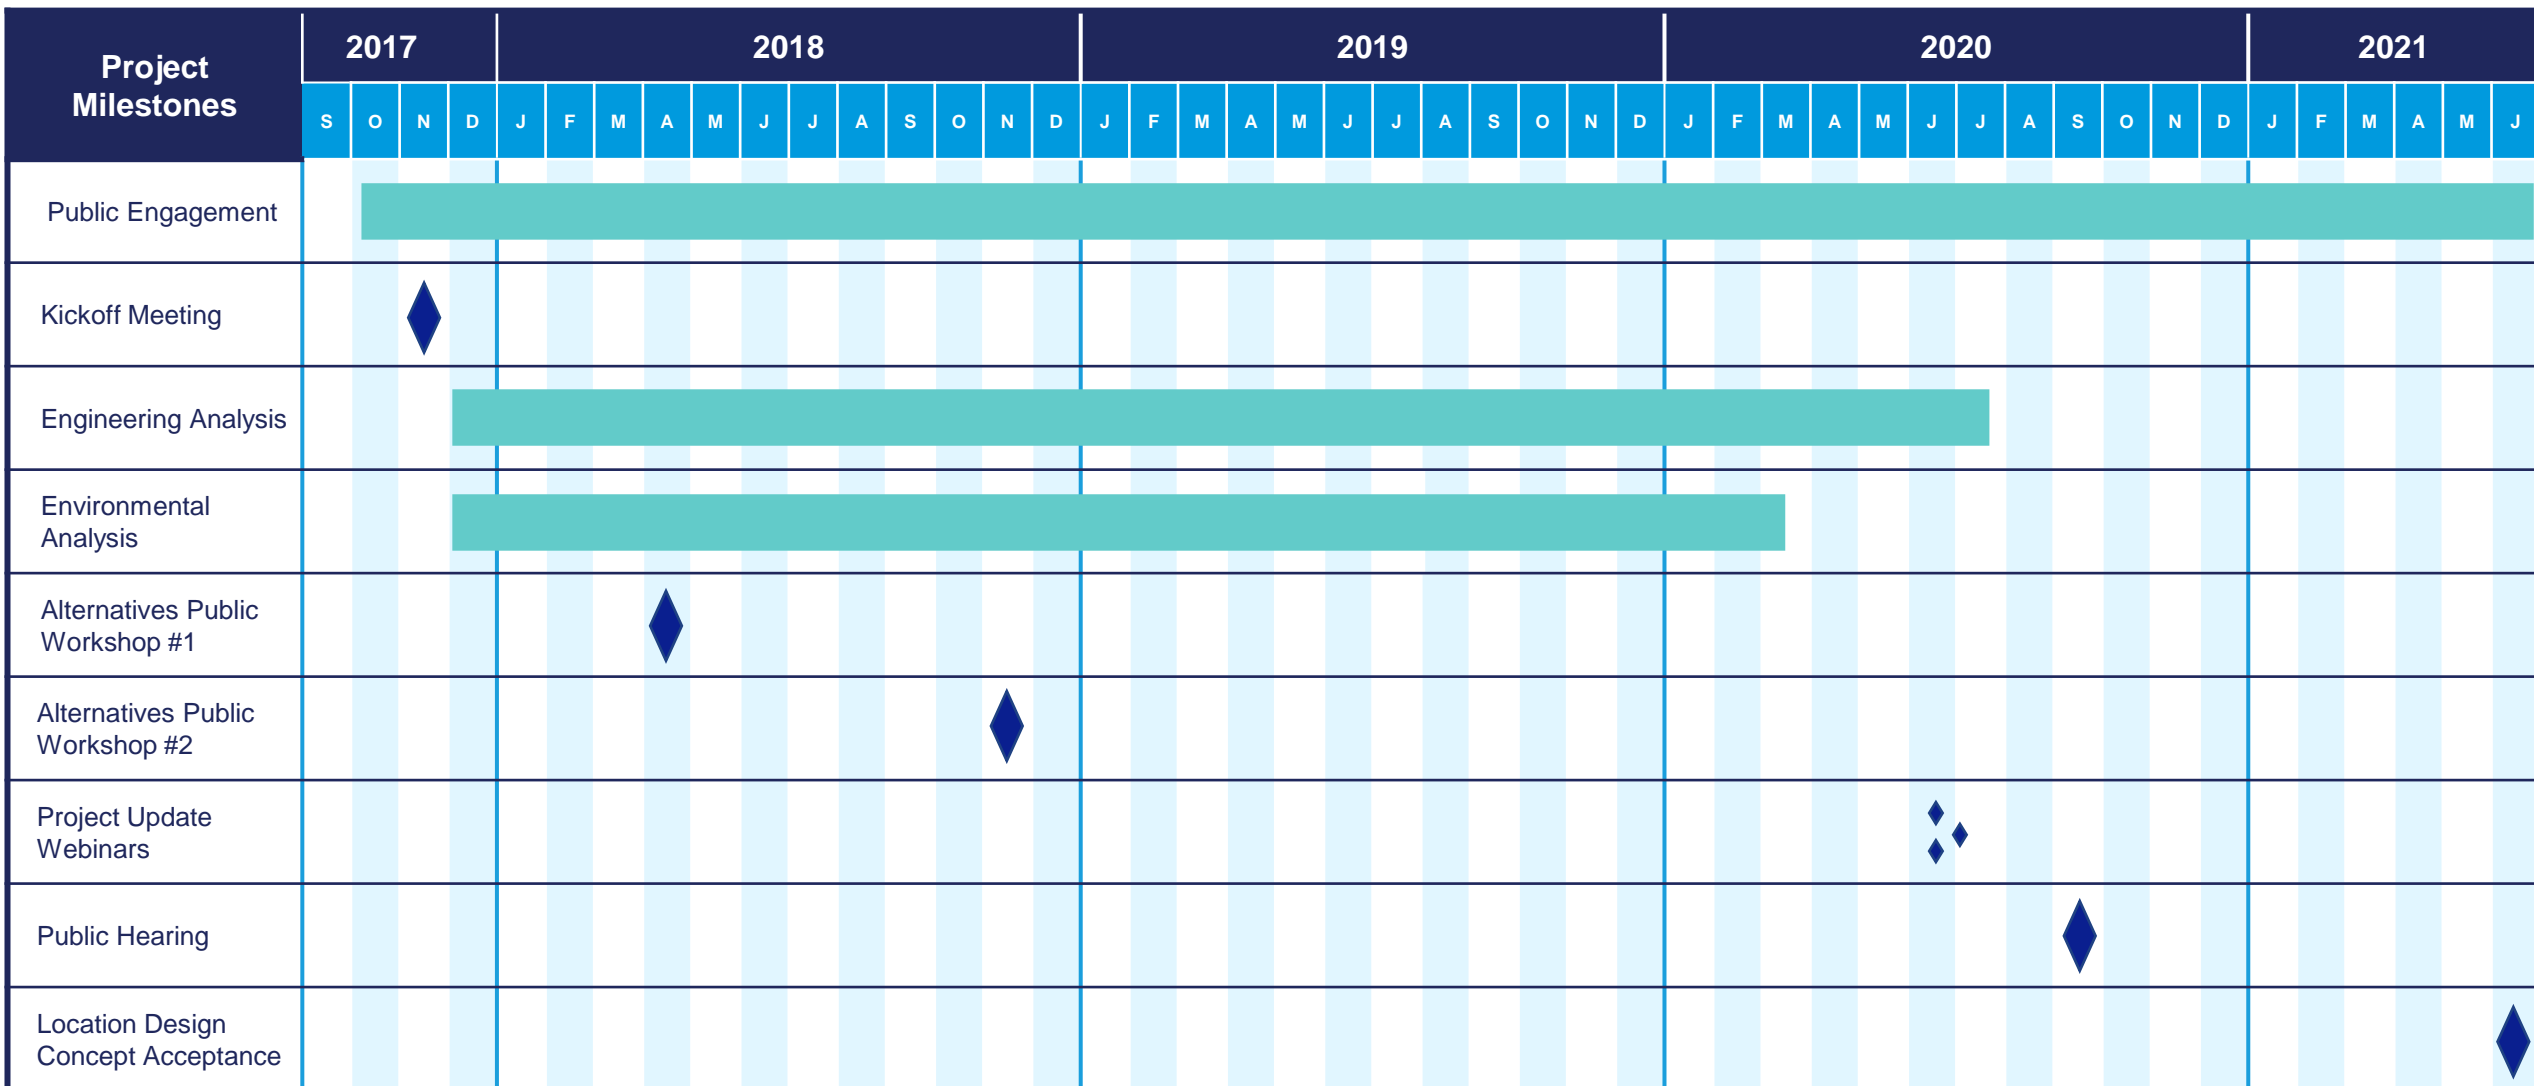 Project
Milestones
2017 2018 2019 2020 2021
S O N D J F M A M J J A S O N D J F M A M J J A S O N D J F M A M J J A S O N D J F M A M J
Public Engagement
Kickoff Meeting
Engineering Analysis
Environmental
Analysis
Alternatives Public
Workshop #1
Alternatives Public
Workshop #2
Project Update
Webinars
Public Hearing
Location Design
Concept Acceptance